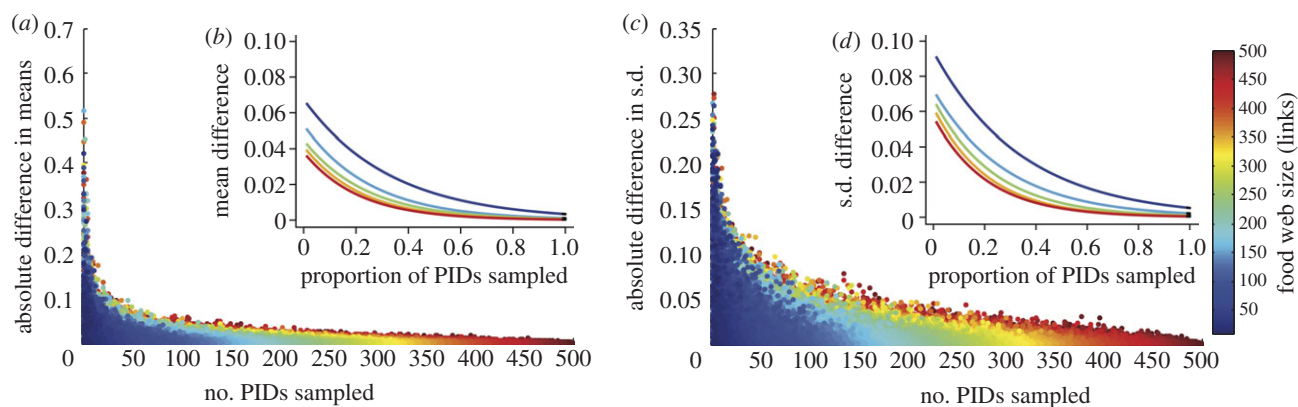 (a)
0.7
0.6
0.5
0.4
0.3
0.2
0.1
0
absolute difference in means
50 100 150 200 250 300 350 400 450 500
no. PIDs sampled
(b)
0.10
0.08
0.06
0.04
0.02
0
mean difference
0 0.2 0.4 0.6 0.8 1.0
proportion of PIDs sampled
(c)
0.35
0.30
0.25
0.20
0.15
0.10
0.05
0
absolute difference in s.d.
50 100 150 200 250 300 350 400 450 500
no. PIDs sampled
(d)
0.10
0.08
0.06
0.04
0.02
0
s.d. difference
0 0.2 0.4 0.6 0.8 1.0
proportion of PIDs sampled
500
450
400
350
300
250
200
150
100
50
food web size (links)